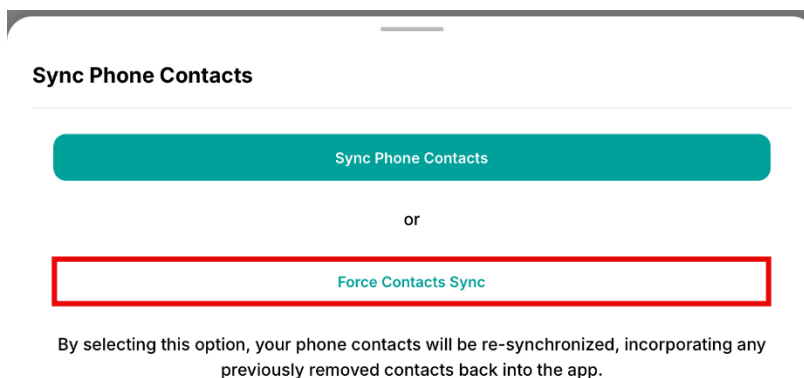 Sync Phone Contacts
Sync Phone Contacts
or
Force Contacts Sync
By selecting this option, your phone contacts will be re-synchronized, incorporating any
previously removed contacts back into the app.